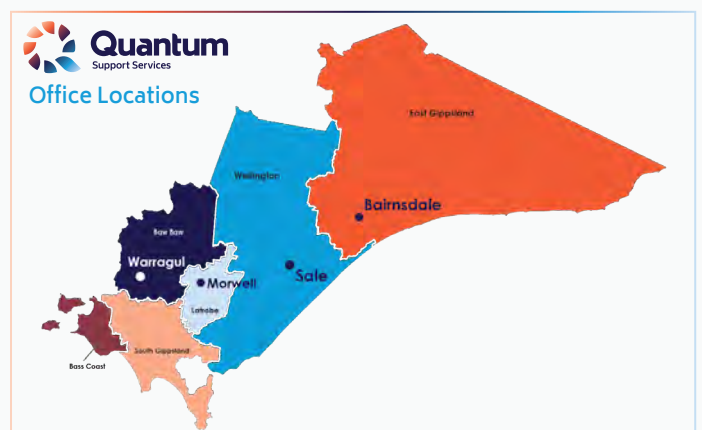 Quantum
Support Services
Office Locations
East Gippsland
Wellington
Bairnsdale
Baw Baw
Warragul
Sale
Morwell
Latrobe
South Gippsland
Bass Coast